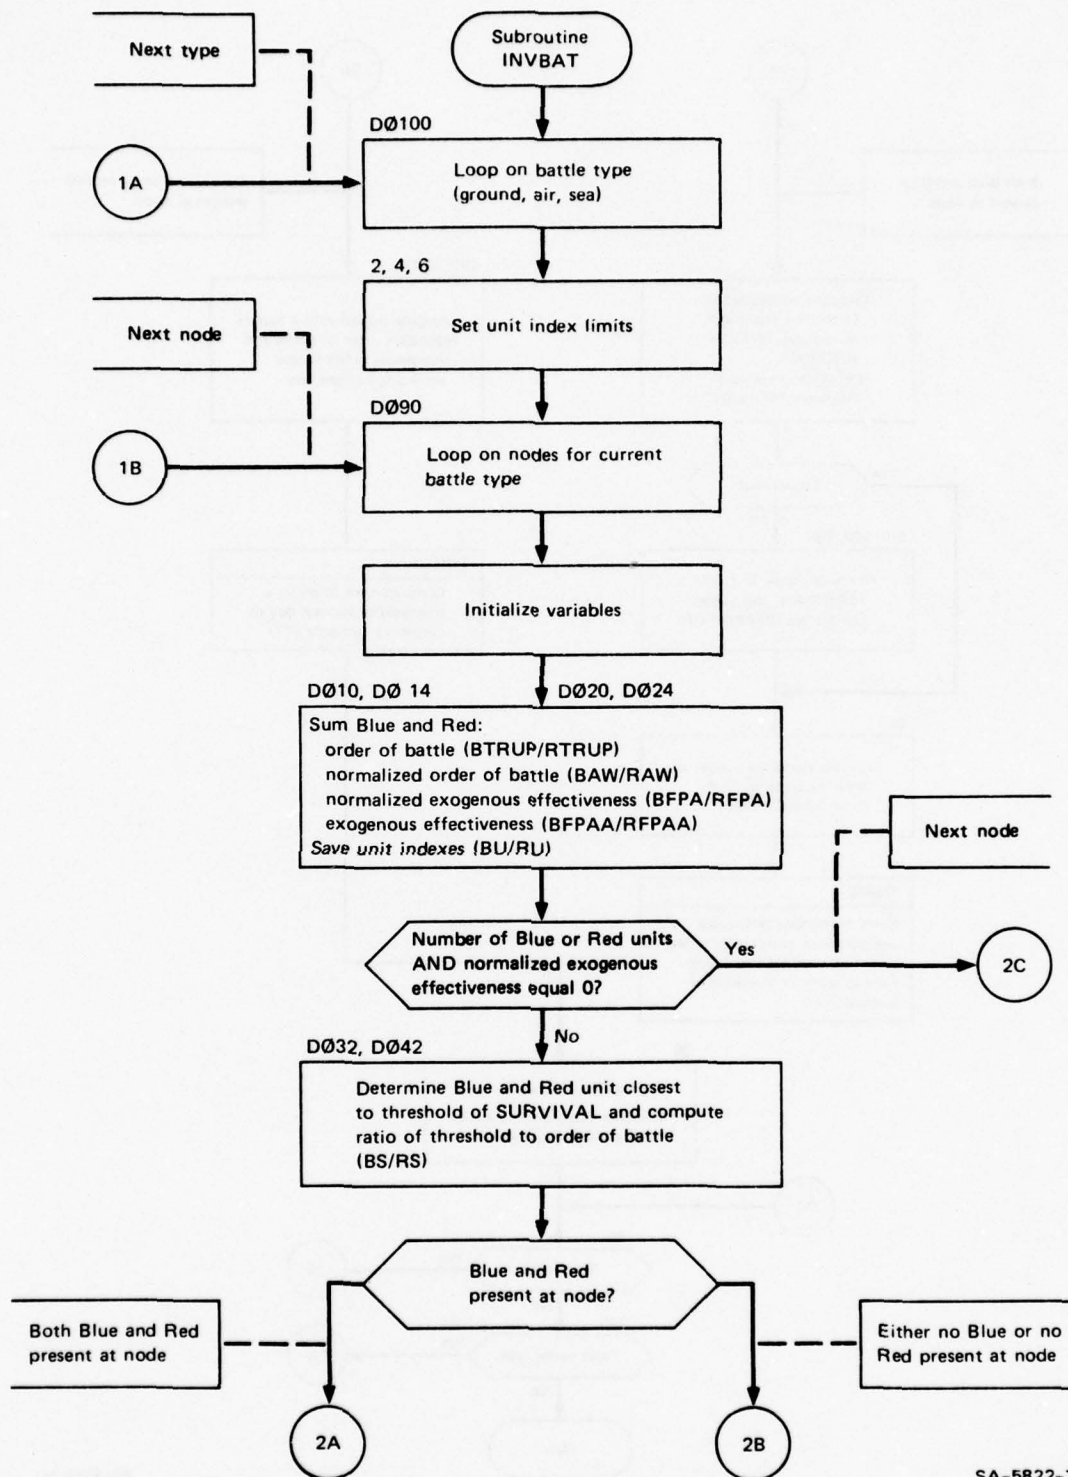 Next type
Subroutine
INVBAT
DØ100
1A
Loop on battle type
(ground, air, sea)
2, 4, 6
Next node
Set unit index limits
DØ90
1B
Loop on nodes for current
battle type
Initialize variables
DØ10, DØ 14
DØ20, DØ24
Sum Blue and Red:
order of battle (BTRUP/RTRUP)
normalized order of battle (BAW/RAW)
normalized exogenous effectiveness (BFPA/RFPA)
exogenous effectiveness (BFPAA/RFPAA)
Save unit indexes (BU/RU)
Next node
Number of Blue or Red units
AND normalized exogenous
effectiveness equal 0?
Yes
2C
No
DØ32, DØ42
Determine Blue and Red unit closest
to threshold of SURVIVAL and compute
ratio of threshold to order of battle
(BS/RS)
Blue and Red
present at node?
Both Blue and Red
present at node
Either no Blue or no
Red present at node
2A
2B